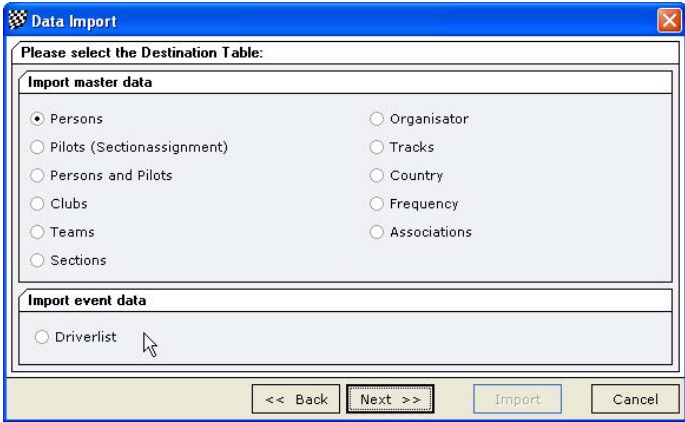 Data Import
Please select the Destination Table:
Import master data
Persons
Pilots (Sectionassignment)
Persons and Pilots
Clubs
Teams
Sections
Organisator
Tracks
Country
Frequency
Associations
Import event data
Driverlist
<< Back
Next >>
Import
Cancel